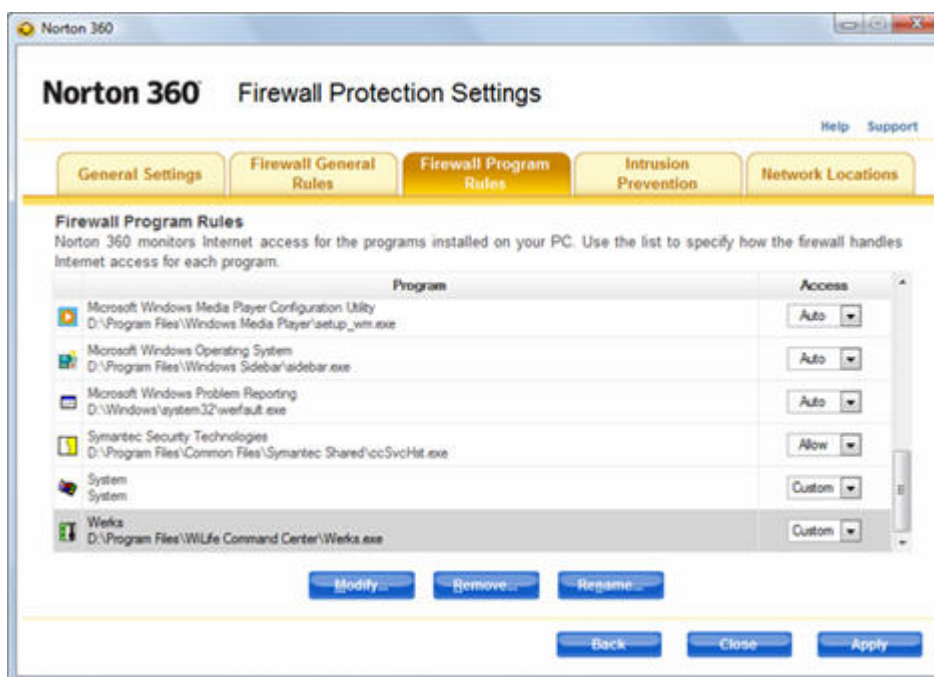 Norton 360
Norton 360 Firewall Protection Settings
Help Support
General Settings
Firewall General Rules
Firewall Program Rules
Intrusion Prevention
Network Locations
Firewall Program Rules
Norton 360 monitors Internet access for the programs installed on your PC. Use the list to specify how the firewall handles
Internet access for each program.
Program Access
Microsoft Windows Media Player Configuration Utility
D:\Program Files\Windows Media Player\setup_wm.exe
Auto
Microsoft Windows Operating System
D:\Program Files\Windows Sidebar\sidebar.exe
Auto
Microsoft Windows Problem Reporting
D:\Windows\system32\werfault.exe
Auto
Symantec Security Technologies
D:\Program Files\Common Files\Symantec Shared\ccSvcHst.exe
Allow
System
System
Custom
Werks
D:\Program Files\WiLife Command Center\Werks.exe
Custom
Modify... Remove... Rename...
Back Close Apply